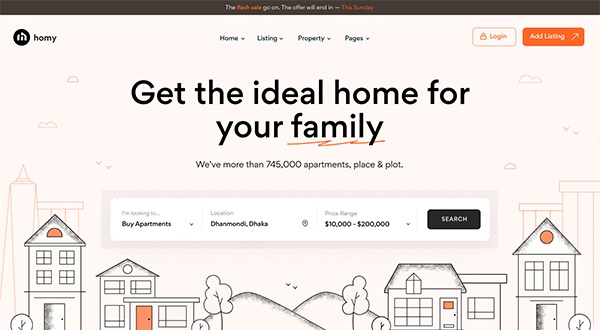 The flash sale go on. The offer will end in — This Sunday
homy
Home
Listing
Property
Pages
Login
Add Listing
Get the ideal home for
your family
We've more than 745,000 apartments, place & plot.
I'm looking to...
Buy Apartments
Location
Dhanmondi, Dhaka
Price Range
$10,000 - $200,000
SEARCH